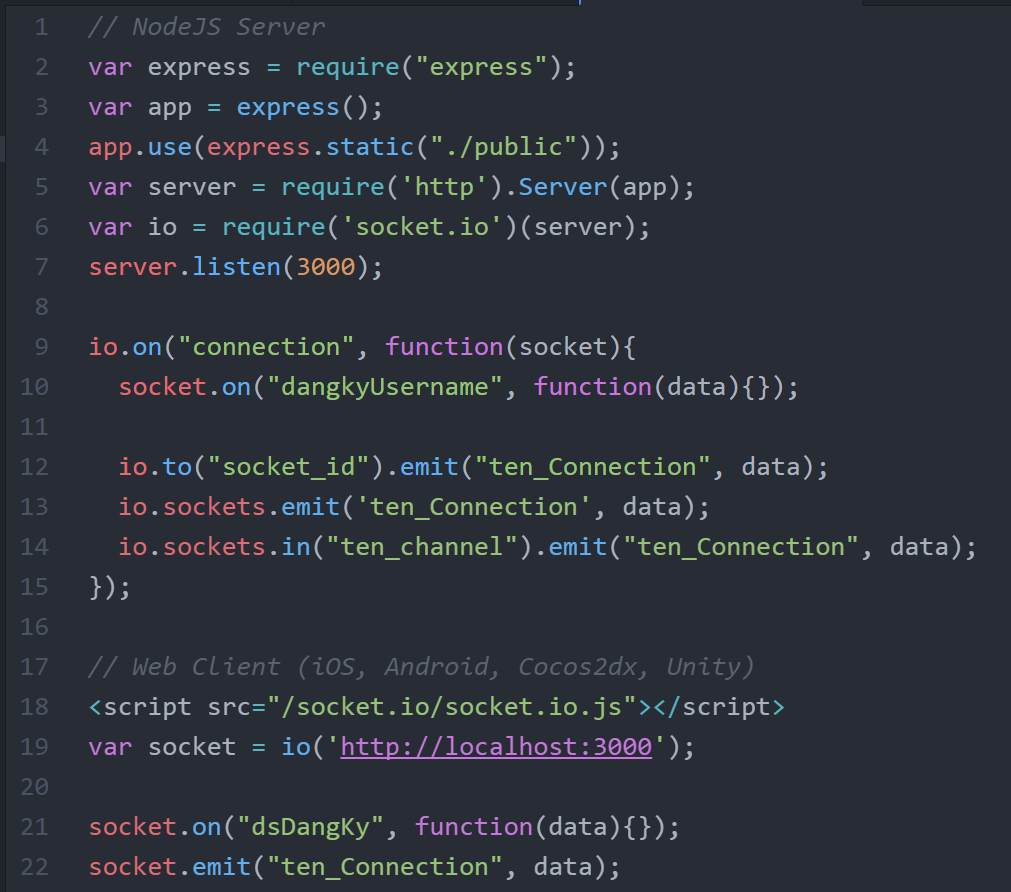 1 // NodeJS Server
2 var express = require("express");
3 var app = express();
4 app.use(express.static("./public"));
5 var server = require('http').Server(app);
6 var io = require('socket.io')(server);
7 server.listen(3000);
8
9 io.on("connection", function(socket){
10   socket.on("dangkyUsername", function(data){});
11
12   io.to("socket_id").emit("ten_Connection", data);
13   io.sockets.emit('ten_Connection', data);
14   io.sockets.in("ten_channel").emit("ten_Connection", data);
15 });
16
17 // Web Client (iOS, Android, Cocos2dx, Unity)
18 <script src="/socket.io/socket.io.js"></script>
19 var socket = io('http://localhost:3000');
20
21 socket.on("dsDangKy", function(data){});
22 socket.emit("ten_Connection", data);